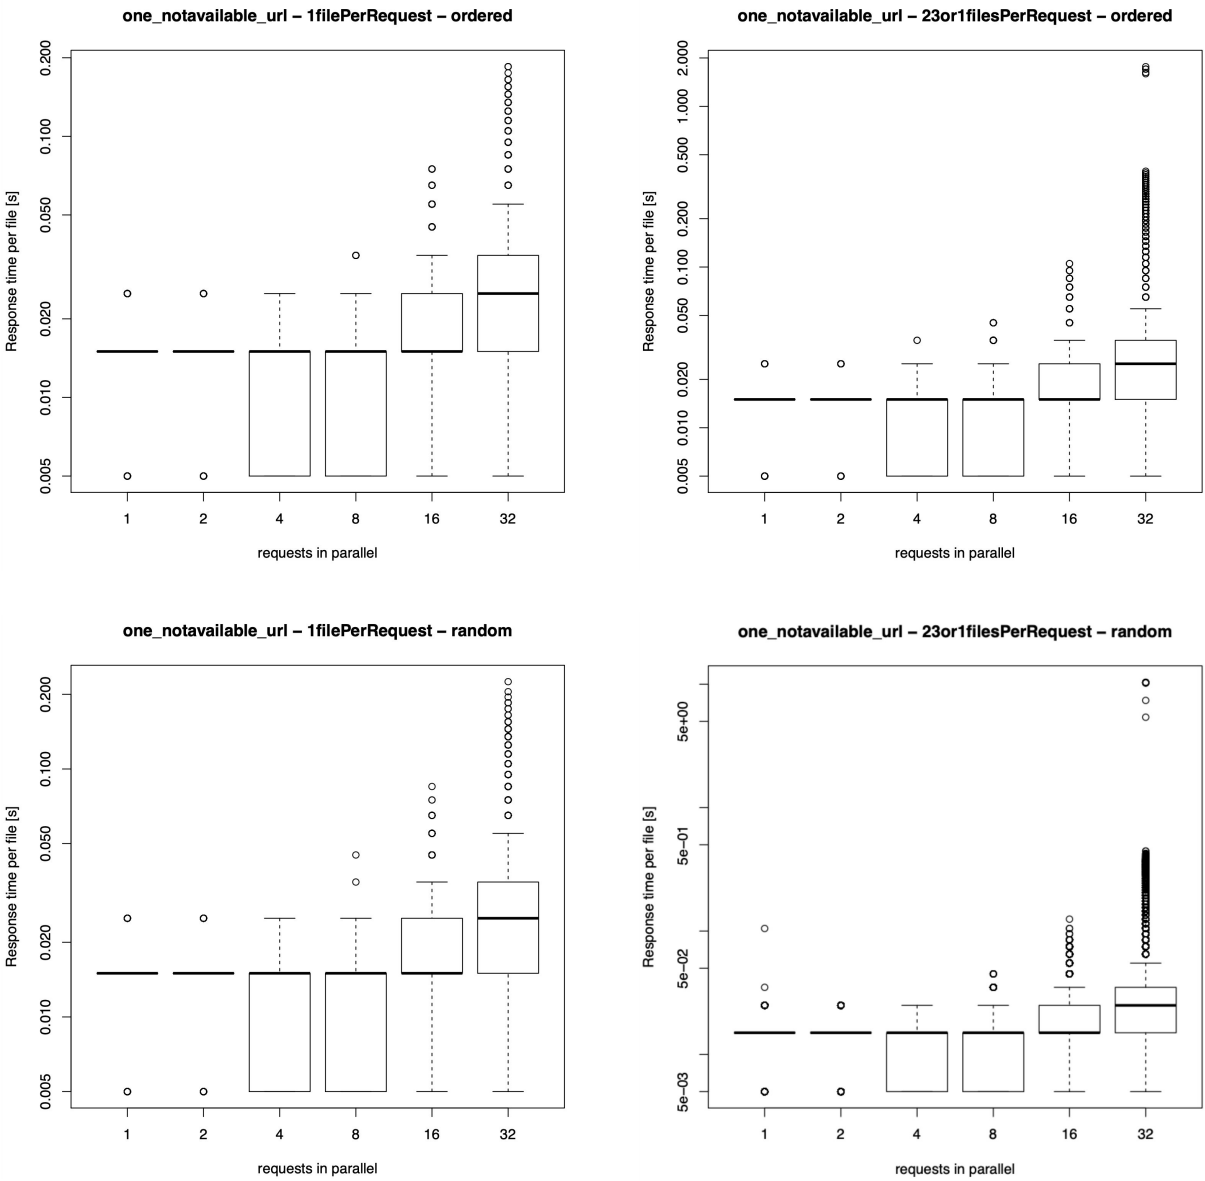 one_notavailable_url – 1filePerRequest – ordered
Response time per file [s]
0.200
0.100
0.050
0.020
0.010
0.005
1 2 4 8 16 32
requests in parallel
one_notavailable_url – 23or1filesPerRequest – ordered
Response time per file [s]
2.000
1.000
0.500
0.200
0.100
0.050
0.020
0.010
0.005
1 2 4 8 16 32
requests in parallel
one_notavailable_url – 1filePerRequest – random
Response time per file [s]
0.200
0.100
0.050
0.020
0.010
0.005
1 2 4 8 16 32
requests in parallel
one_notavailable_url – 23or1filesPerRequest – random
Response time per file [s]
5e+00
5e−01
5e−02
5e−03
1 2 4 8 16 32
requests in parallel